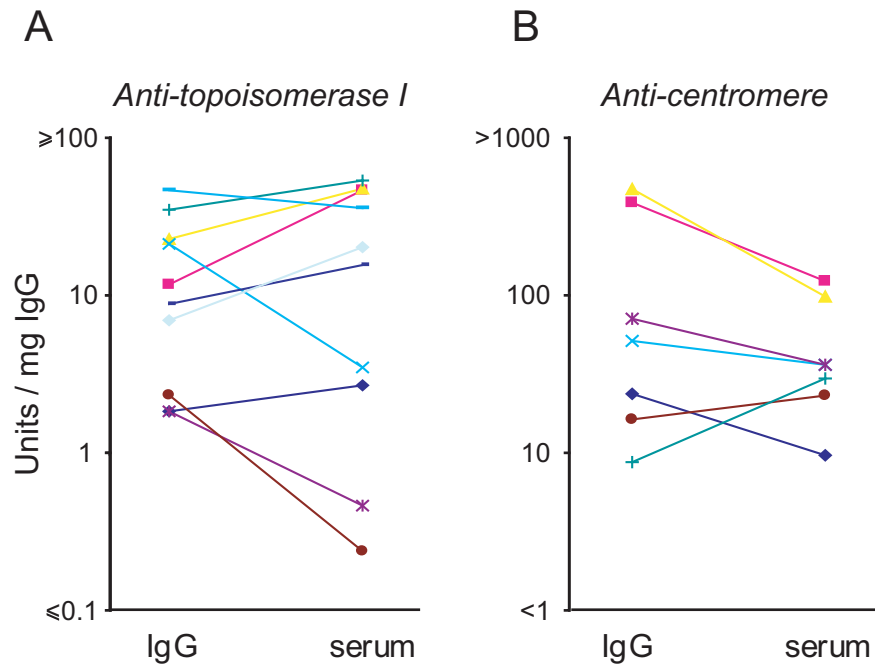 A
B
Anti-topoisomerase I
Anti-centromere
Units / mg IgG
⩾100
10
1
⩽0.1
IgG
serum
>1000
100
10
<1
IgG
serum